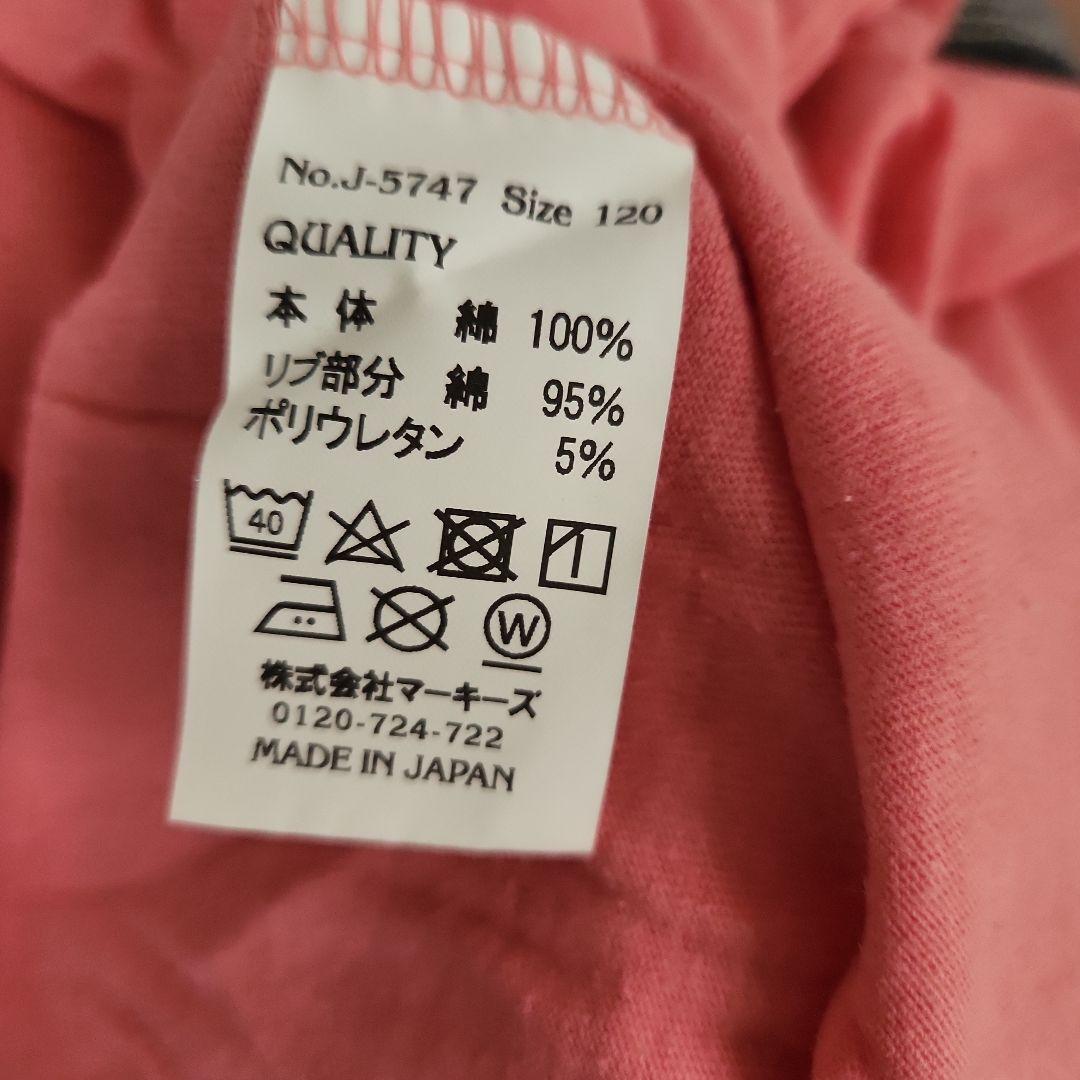 No.J-5747 Size 120
QUALITY
本 体 綿 100%
リブ部分 綿 95%
ポリウレタン 5%
40
W
株式会社マーキーズ
0120-724-722
MADE IN JAPAN